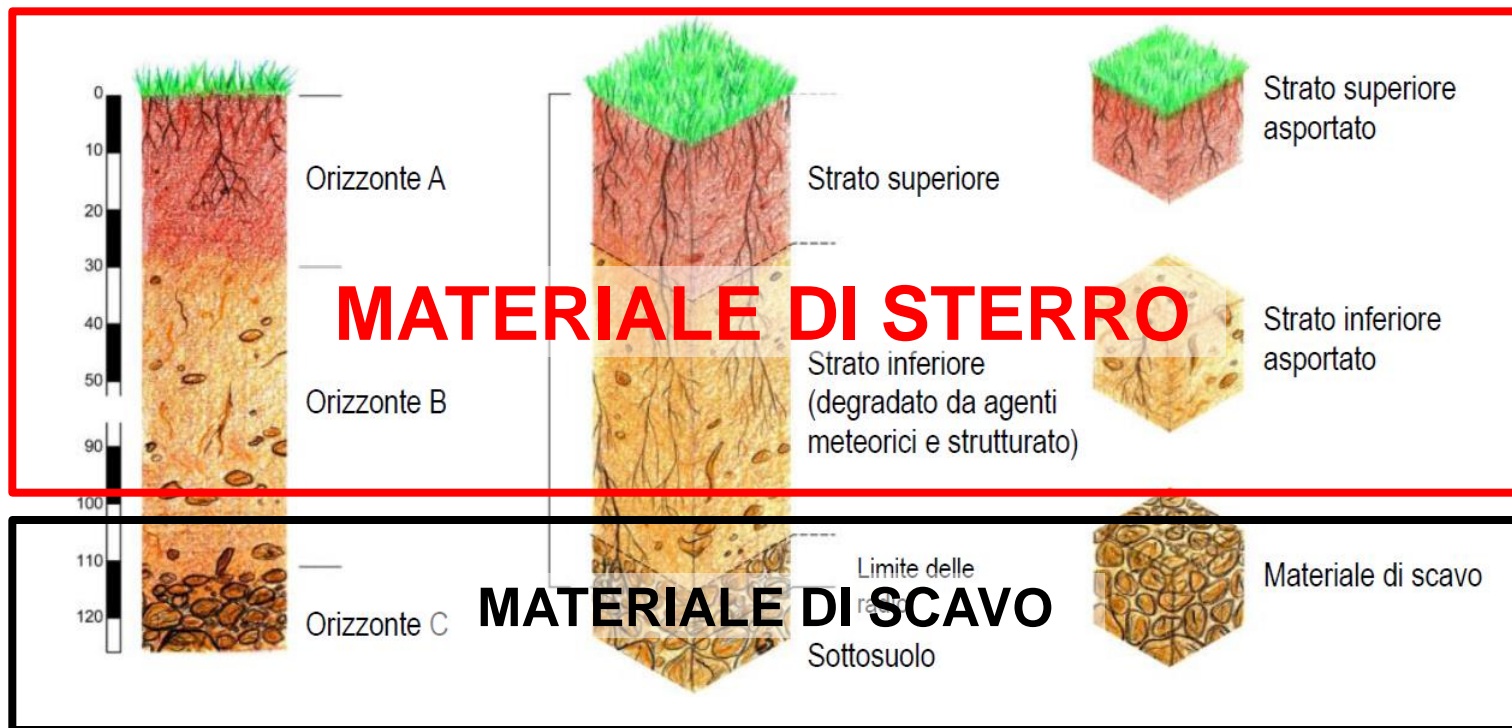 0
10
20
30
40
50
90
100
110
120
Orizzonte A
Orizzonte B
Orizzonte C
Strato superiore
Strato inferiore
(degradato da agenti
meteorici e strutturato)
Limite delle
Sottosuolo
Strato superiore
asportato
Strato inferiore
asportato
Materiale di scavo
MATERIALE DI STERRO
MATERIALE DI SCAVO